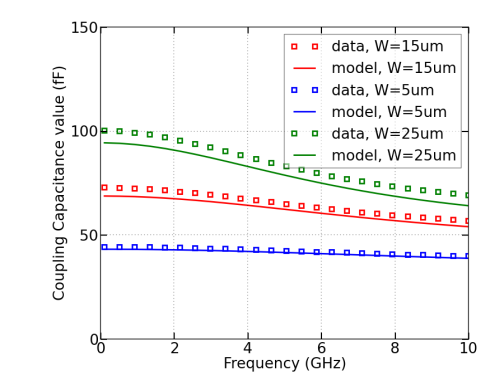 150
100
50
0
Coupling Capacitance value (fF)
data, W=15um
model, W=15um
data, W=5um
model, W=5um
data, W=25um
model, W=25um
0 2 4 6 8 10
Frequency (GHz)